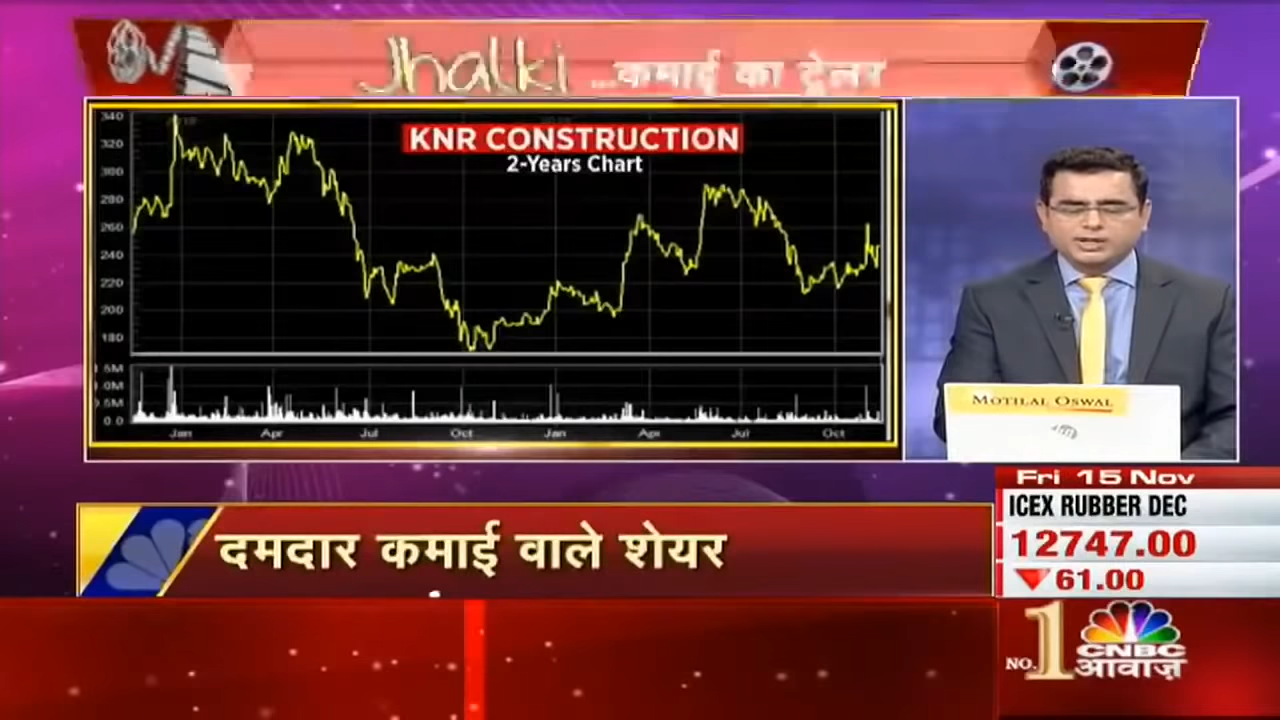 Jhalki ...कमाई का ट्रेलर
KNR CONSTRUCTION
2-Years Chart
340
320
300
280
260
240
220
200
180
.5M
.0M
.5M
0.0
Jan Apr Jul Oct Jan Apr Jul Oct
MOTILAL OSWAL
दमदार कमाई वाले शेयर
Fri 15 Nov
ICEX RUBBER DEC
12747.00
61.00
NO.1 CNBC
आवाज़